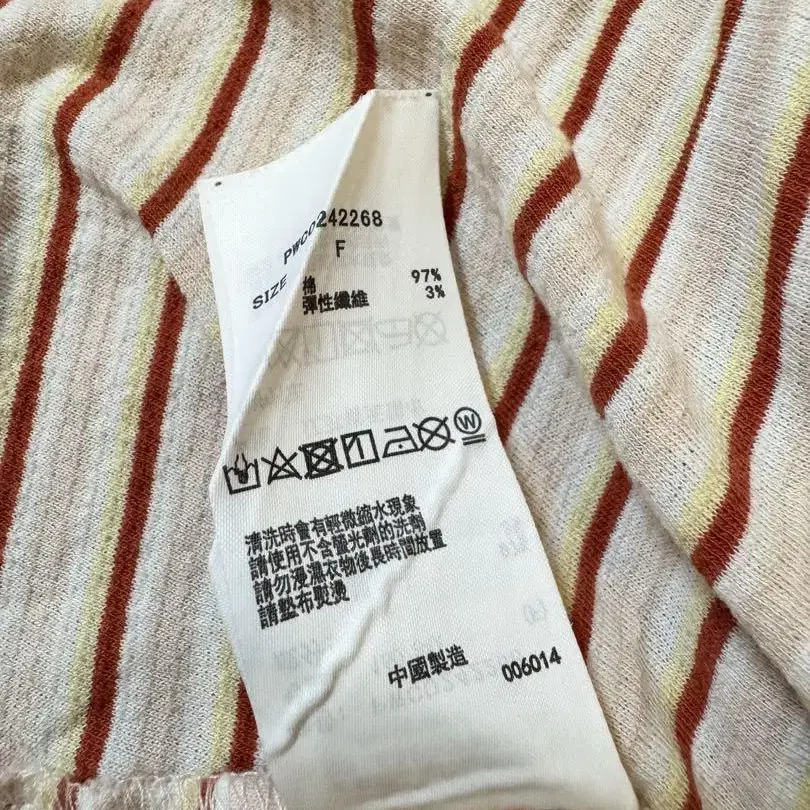 PWC0242268
SIZE F
棉 97%
彈性纖維 3%
W
清洗時會有輕微縮水現象
請使用不含螢光劑的洗劑
請勿浸濕衣物後長時間放置
請墊布熨燙
中國製造 006014